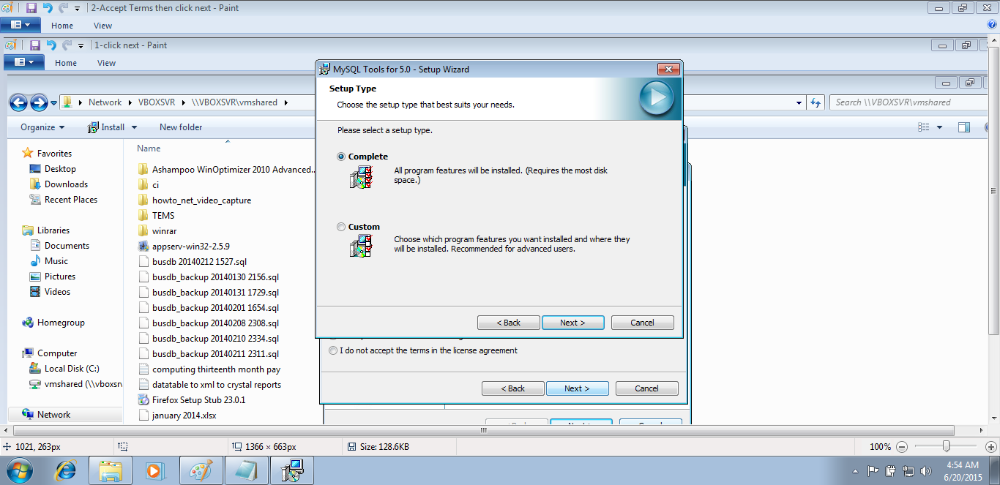 2-Accept Terms then click next - Paint
Home View
1-click next - Paint
Home View
MySQL Tools for 5.0 - Setup Wizard
Setup Type
Choose the setup type that best suits your needs.
Network VBOXSVR \\VBOXSVR\vmshared
Search \\VBOXSVR\vmshared
Organize Install New folder
Please select a setup type.
Complete
All program features will be installed. (Requires the most disk
space.)
Custom
Choose which program features you want installed and where they
will be installed. Recommended for advanced users.
< Back Next > Cancel
I do not accept the terms in the license agreement
< Back Next > Cancel
Favorites
Desktop
Downloads
Recent Places
Libraries
Documents
Music
Pictures
Videos
Homegroup
Computer
Local Disk (C:)
vmshared (\\vboxsrv
Network
Name
Ashampoo WinOptimizer 2010 Advanced..
ci
howto_net_video_capture
TEMS
winrar
appserv-win32-2.5.9
busdb 20140212 1527.sql
busdb_backup 20140130 2156.sql
busdb_backup 20140131 1729.sql
busdb_backup 20140201 1654.sql
busdb_backup 20140208 2308.sql
busdb_backup 20140210 2334.sql
busdb_backup 20140211 2311.sql
computing thirteenth month pay
datatable to xml to crystal reports
Firefox Setup Stub 23.0.1
january 2014.xlsx
1021, 263px 1366 × 663px Size: 128.6KB 100%
4:54 AM
6/20/2015